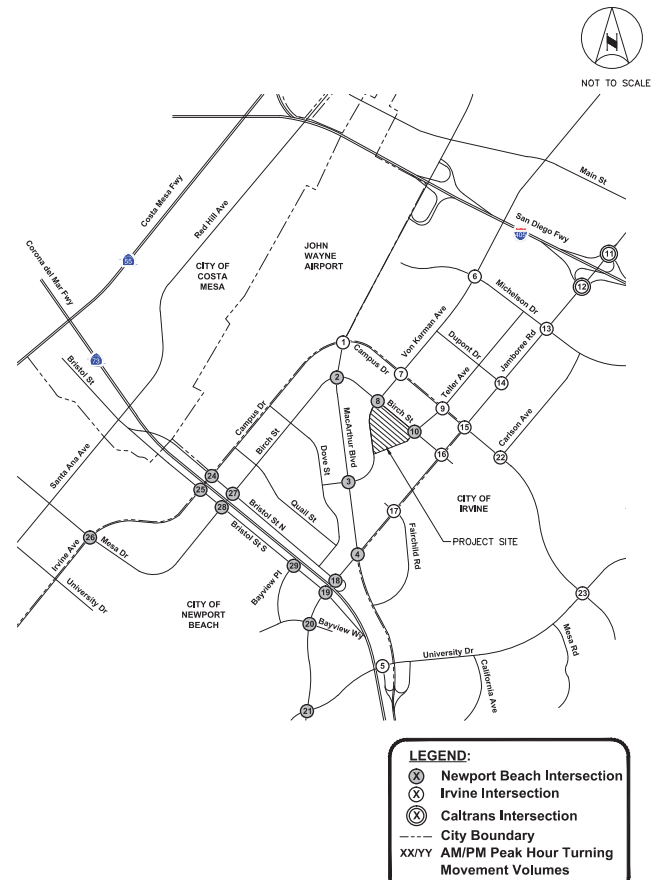 N
NOT TO SCALE
Main St
San Diego Fwy
405
Costa Mesa Fwy
Red Hill Ave
55
CITY OF
COSTA
MESA
JOHN
WAYNE
AIRPORT
Corona del Mar Fwy
73
Bristol St
11
12
6
Michelson Dr
13
Von Karman Ave
Dupont Dr
Jamboree Rd
Teller Ave
14
1
Campus Dr
7
2
8
Birch St
9
10
15
16
Carlson Ave
22
MacArthur Blvd
Campus Dr
Birch St
Dove St
3
Santa Ana Ave
24
25
27
28
Quail St
Bristol St N
Bristol St S
17
CITY OF
IRVINE
PROJECT SITE
Fairchild Rd
4
26
Irvine Ave
Mesa Dr
University Dr
29
Bayview Pl
18
19
23
CITY OF
NEWPORT
BEACH
20
Bayview Wy
5
University Dr
Mesa Rd
California Ave
21
LEGEND:
X Newport Beach Intersection
X Irvine Intersection
X Caltrans Intersection
City Boundary
XX/YY AM/PM Peak Hour Turning
Movement Volumes